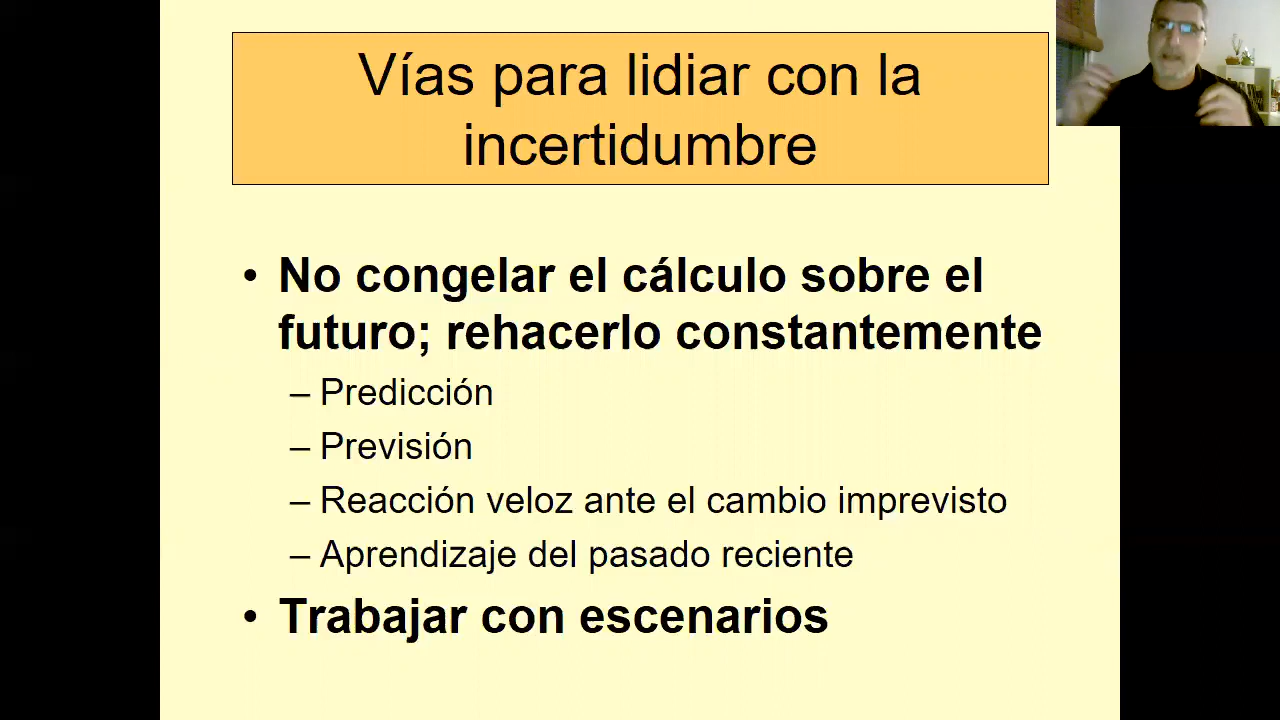 Vías para lidiar con la
incertidumbre
• No congelar el cálculo sobre el
futuro; rehacerlo constantemente
– Predicción
– Previsión
– Reacción veloz ante el cambio imprevisto
– Aprendizaje del pasado reciente
• Trabajar con escenarios